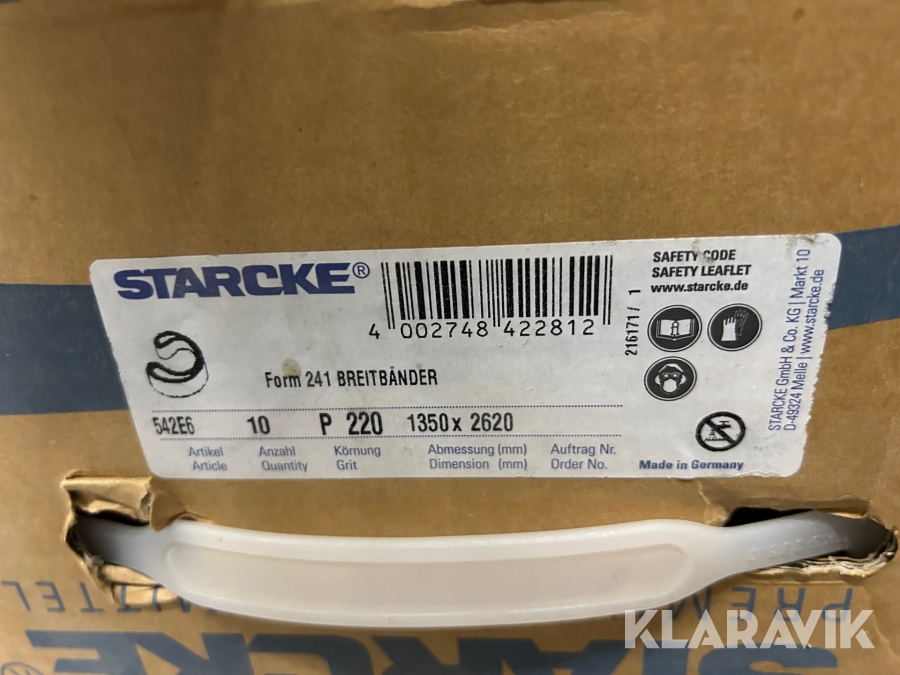 STARCKE®
4 002748 422812
216171/ 1
SAFETY CODE
SAFETY LEAFLET
www.starcke.de
STARCKE GmbH & Co. KG | Markt 10
D-49324 Melle | www.starcke.de
Form 241 BREITBÄNDER
542E6 10 P 220 1350 x 2620
Artikel Anzahl Körnung Abmessung (mm) Auftrag Nr.
Article Quantity Grit Dimension (mm) Order No.
Made in Germany
STARCKE®
KLARAVIK